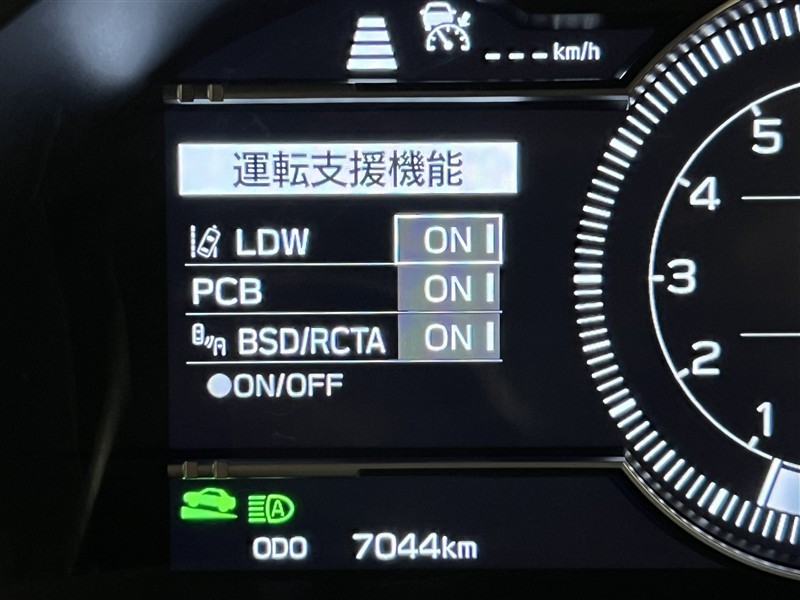 --- km/h
運転支援機能
LDW ON
PCB ON
BSD/RCTA ON
●ON/OFF
5
4
3
2
1
A
ODO 7044km